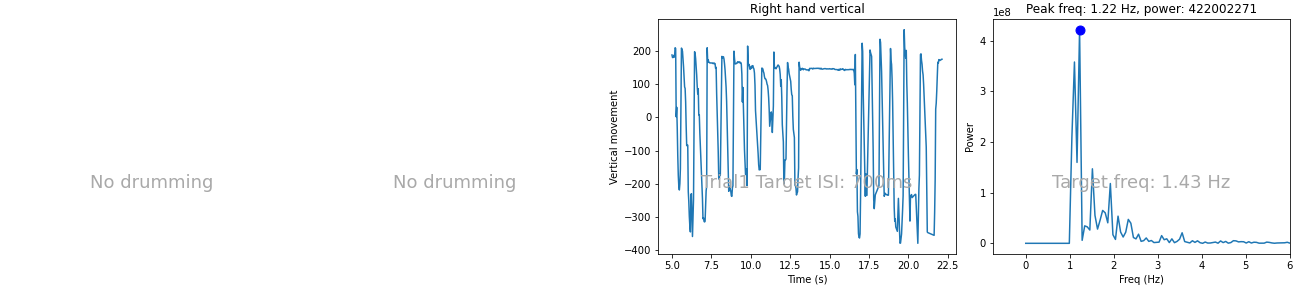 No drumming
No drumming
Right hand vertical
Vertical movement
200
100
0
−100
−200
−300
−400
5.0 7.5 10.0 12.5 15.0 17.5 20.0 22.5
Time (s)
Trial1 Target ISI: 700ms
Peak freq: 1.22 Hz, power: 422002271
1e8
Power
4
3
2
1
0
0 1 2 3 4 5 6
Freq (Hz)
Target freq: 1.43 Hz